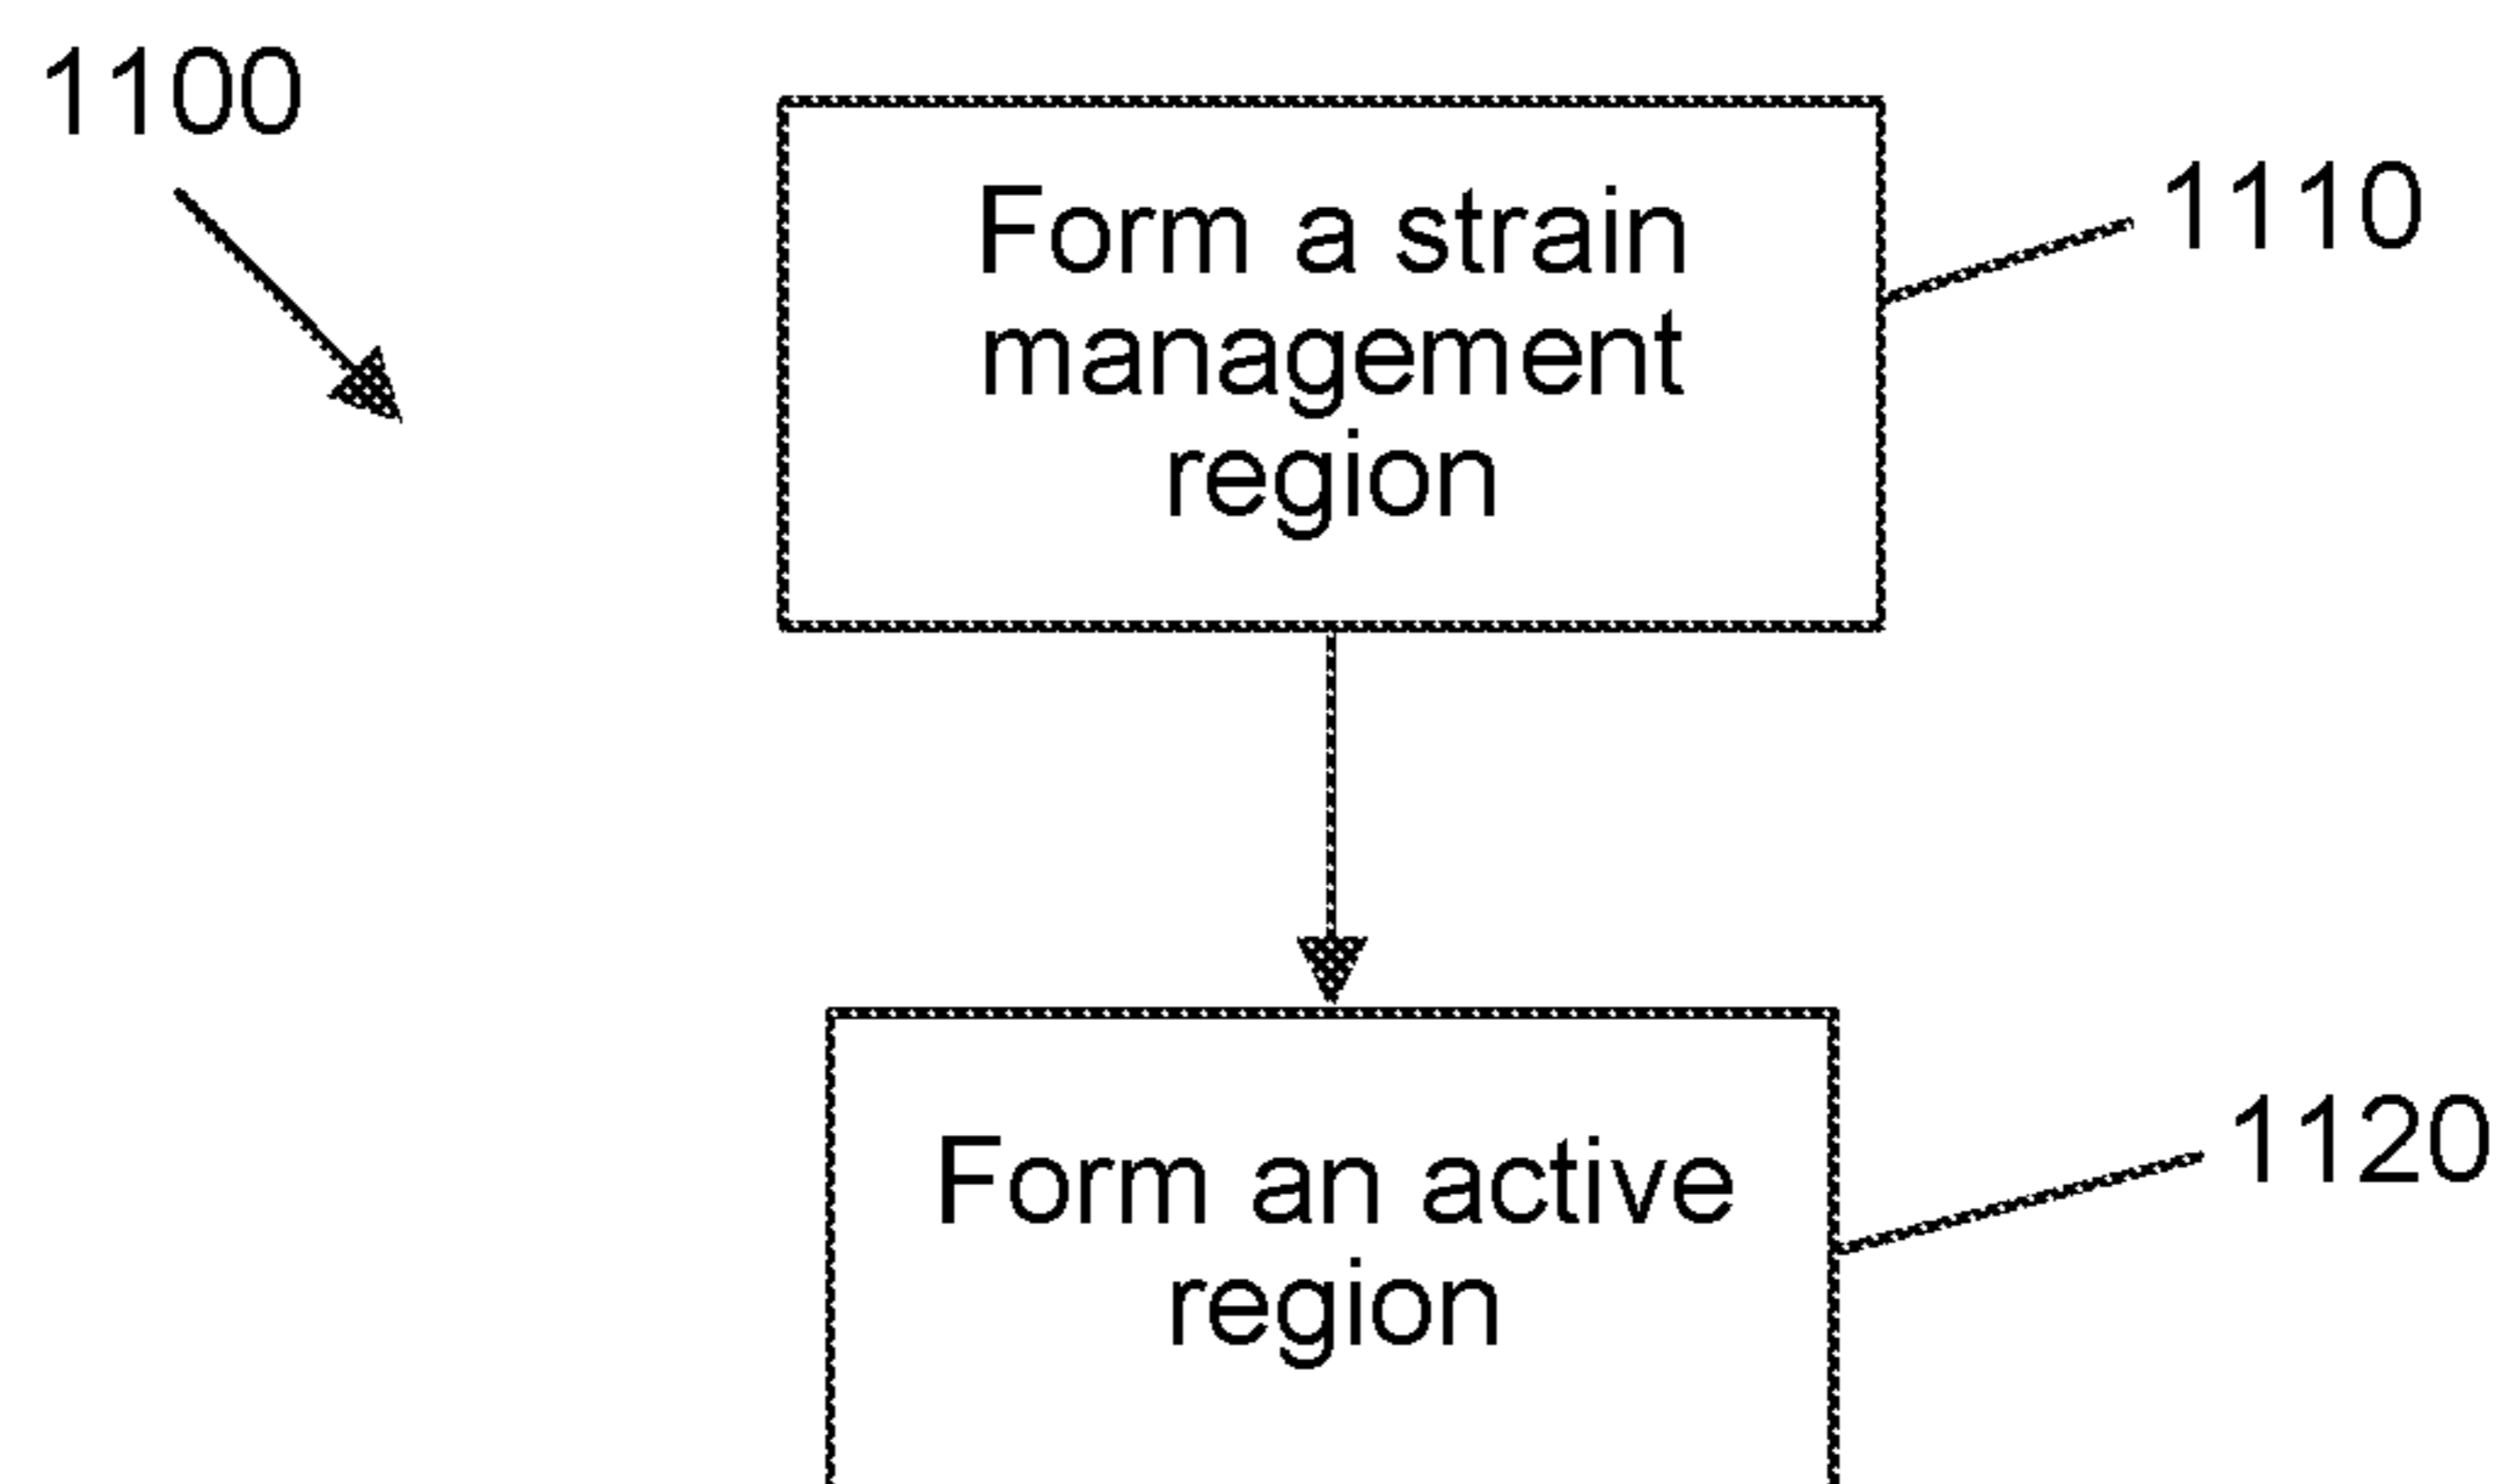 1100
Form a strain
management
region
1110
Form an active
region
1120